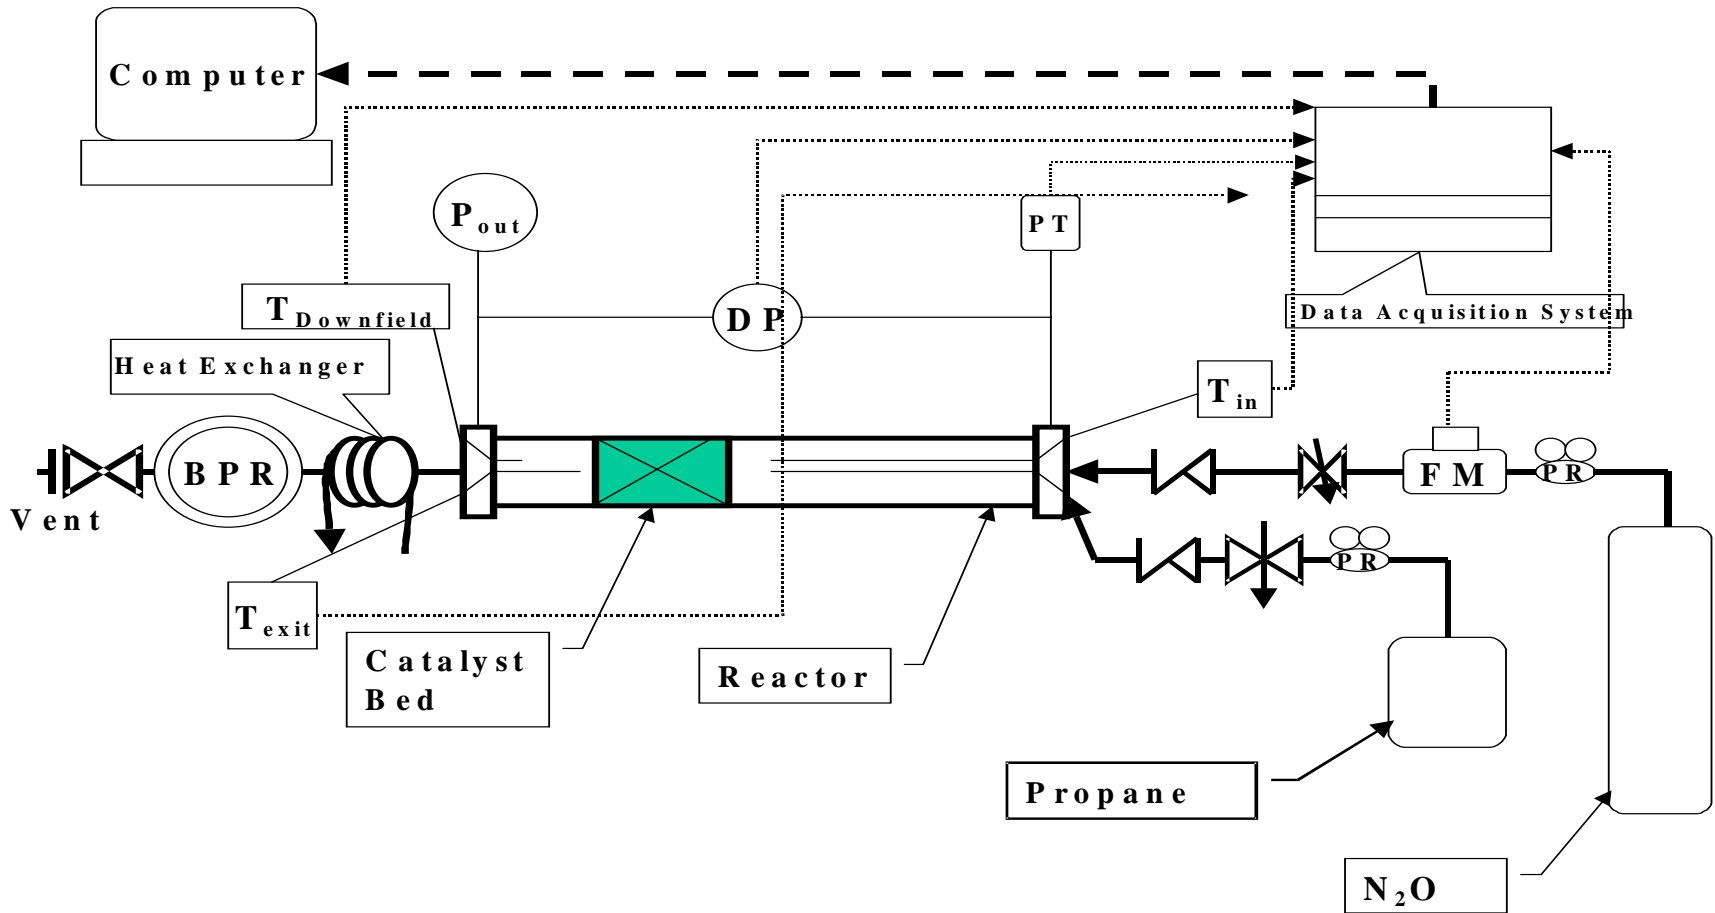 Computer
P out
PT
T Downfield
DP
Data Acquisition System
Heat Exchanger
T in
BPR
FM
PR
Vent
PR
T exit
Catalyst
Bed
Reactor
Propane
N2O